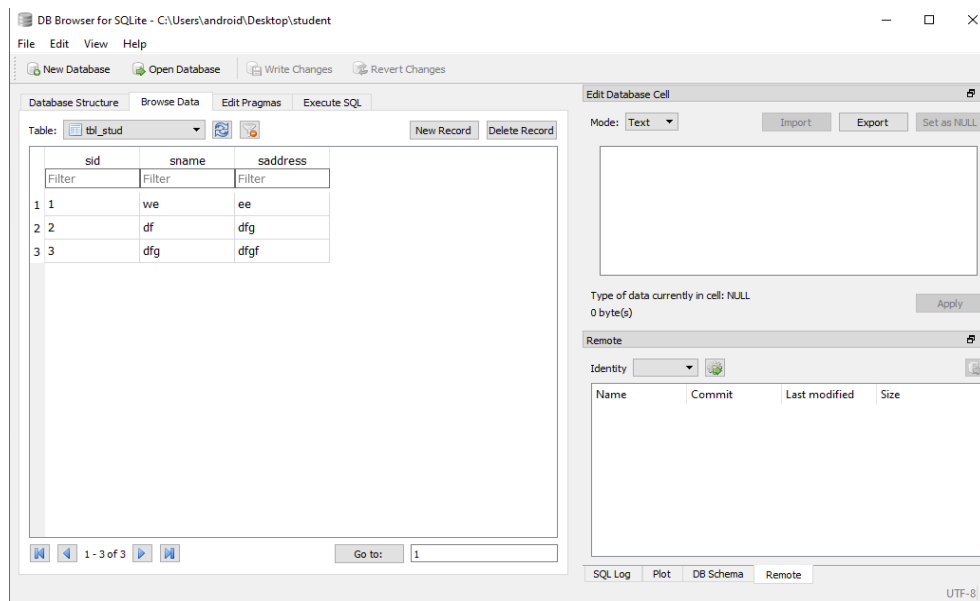 DB Browser for SQLite - C:\Users\android\Desktop\student
File Edit View Help
New Database Open Database Write Changes Revert Changes
Database Structure Browse Data Edit Pragmas Execute SQL
Table: tbl_stud New Record Delete Record
sid sname saddress
Filter Filter Filter
1 1 we ee
2 2 df dfg
3 3 dfg dfgf
1 - 3 of 3 Go to: 1
Edit Database Cell
Mode: Text Import Export Set as NULL
Type of data currently in cell: NULL
0 byte(s)
Apply
Remote
Identity
Name Commit Last modified Size
SQL Log Plot DB Schema Remote
UTF-8